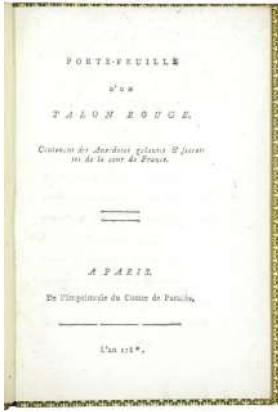 PORTE-FEUILLE
D'UN
TALON ROUGE,
Contenant des Anecdotes galantes & secret-
tes de la cour de France.
A PARIS,
De l'imprimerie du Comte de Paradès,
L'an 178*.